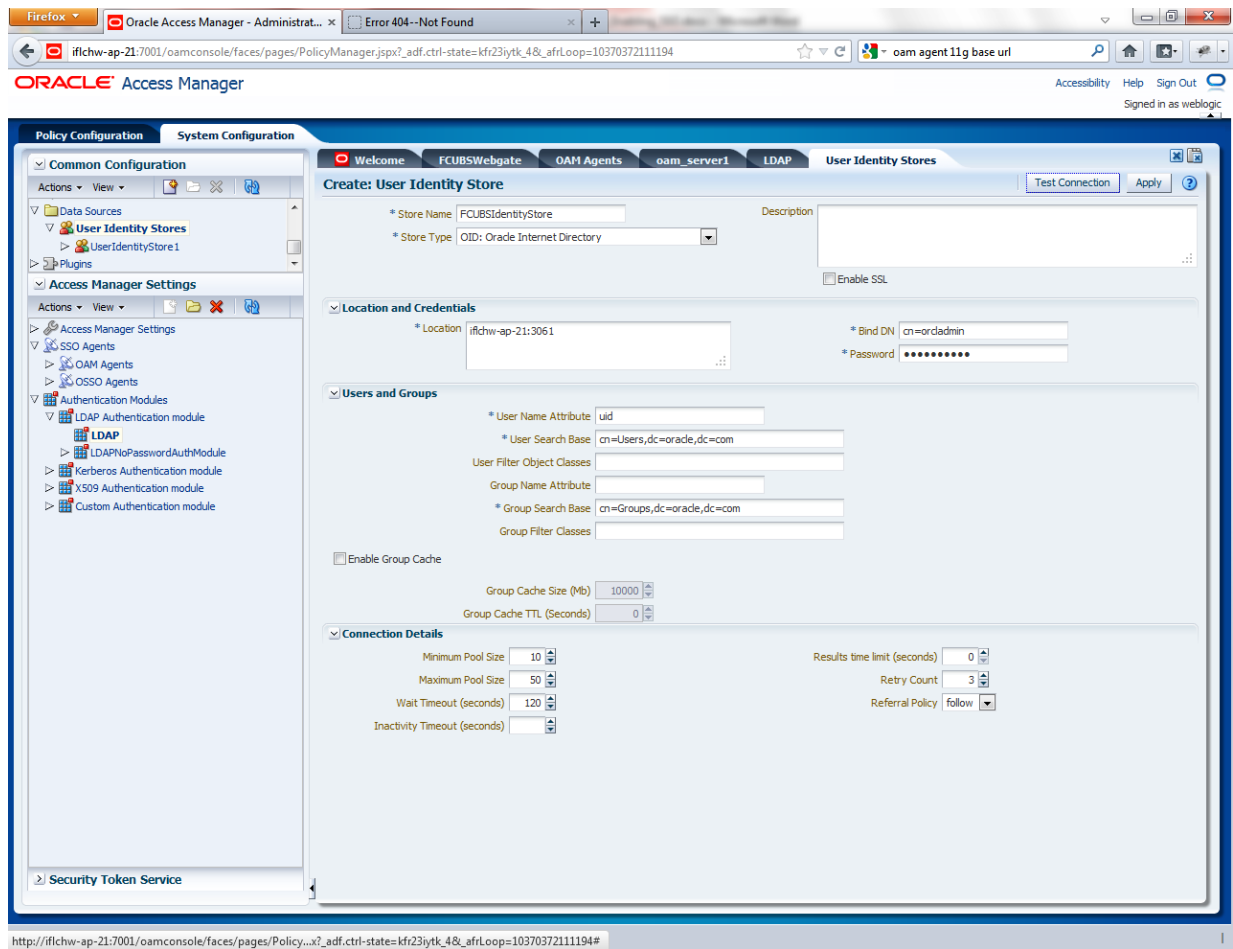 Firefox
Oracle Access Manager - Administrat...
Error 404--Not Found
iflchw-ap-21:7001/oamconsole/faces/pages/PolicyManager.jspx?_adf.ctrl-state=kfr23iytk_4&_afrLoop=10370372111194
oam agent 11g base url
ORACLE Access Manager
Accessibility Help Sign Out
Signed in as weblogic
Policy Configuration System Configuration
Common Configuration
Actions View
Data Sources
User Identity Stores
UserIdentityStore1
Plugins
Access Manager Settings
Actions View
Access Manager Settings
SSO Agents
OAM Agents
OSSO Agents
Authentication Modules
LDAP Authentication module
LDAP
LDAPNoPasswordAuthModule
Kerberos Authentication module
X509 Authentication module
Custom Authentication module
Security Token Service
Welcome FCUBSWebgate OAM Agents oam_server1 LDAP User Identity Stores
Create: User Identity Store
Test Connection Apply
* Store Name FCUBSIdentityStore
* Store Type OID: Oracle Internet Directory
Description
Enable SSL
Location and Credentials
* Location iflchw-ap-21:3061
* Bind DN cn=orcladmin
* Password ••••••••••
Users and Groups
* User Name Attribute uid
* User Search Base cn=Users,dc=oracle,dc=com
User Filter Object Classes
Group Name Attribute
* Group Search Base cn=Groups,dc=oracle,dc=com
Group Filter Classes
Enable Group Cache
Group Cache Size (Mb) 10000
Group Cache TTL (Seconds) 0
Connection Details
Minimum Pool Size 10
Maximum Pool Size 50
Wait Timeout (seconds) 120
Inactivity Timeout (seconds)
Results time limit (seconds) 0
Retry Count 3
Referral Policy follow
http://iflchw-ap-21:7001/oamconsole/faces/pages/Policy...x?_adf.ctrl-state=kfr23iytk_4&_afrLoop=10370372111194#